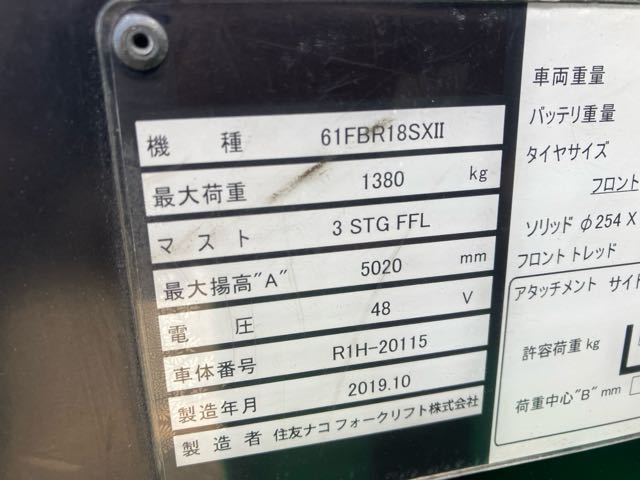 機 種 61FBR18SXII
最大荷重 1380 kg
マスト 3 STG FFL
最大揚高"A" 5020 mm
電 圧 48 V
車体番号 R1H-20115
製造年月 2019.10
製造者 住友ナコ フォークリフト株式会社
車両重量
バッテリ重量
タイヤサイズ
フロント
ソリッド φ254 X
フロントトレッド
アタッチメント サイド
許容荷重 kg
荷重中心"B" mm